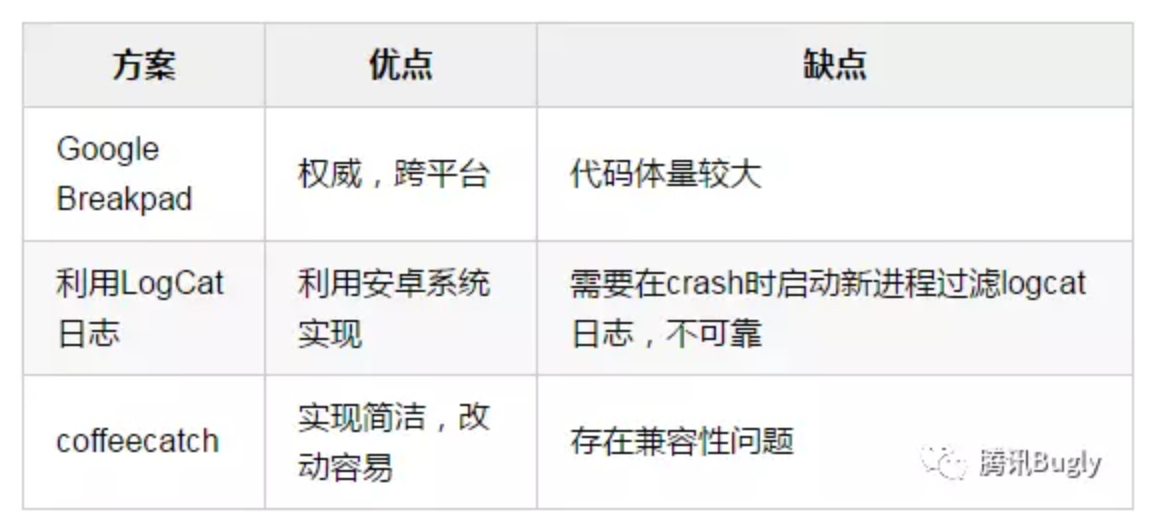 方案
优点
缺点
Google
Breakpad
权威，跨平台
代码体量较大
利用LogCat
日志
利用安卓系统
实现
需要在crash时启动新进程过滤logcat
日志，不可靠
coffeecatch
实现简洁，改
动容易
存在兼容性问题
腾讯Bugly